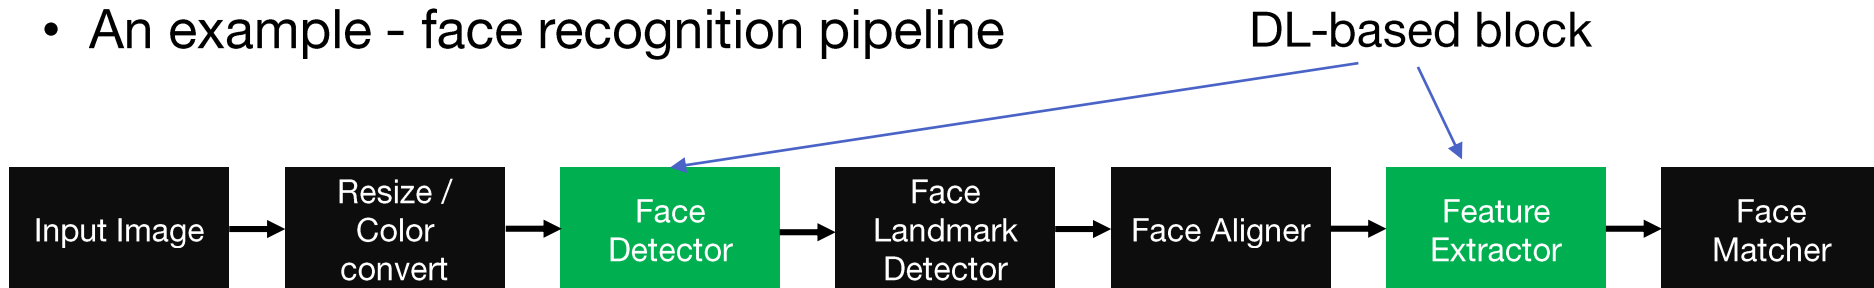 • An example - face recognition pipeline
DL-based block
Input Image
Resize /
Color
convert
Face
Detector
Face
Landmark
Detector
Face Aligner
Feature
Extractor
Face
Matcher